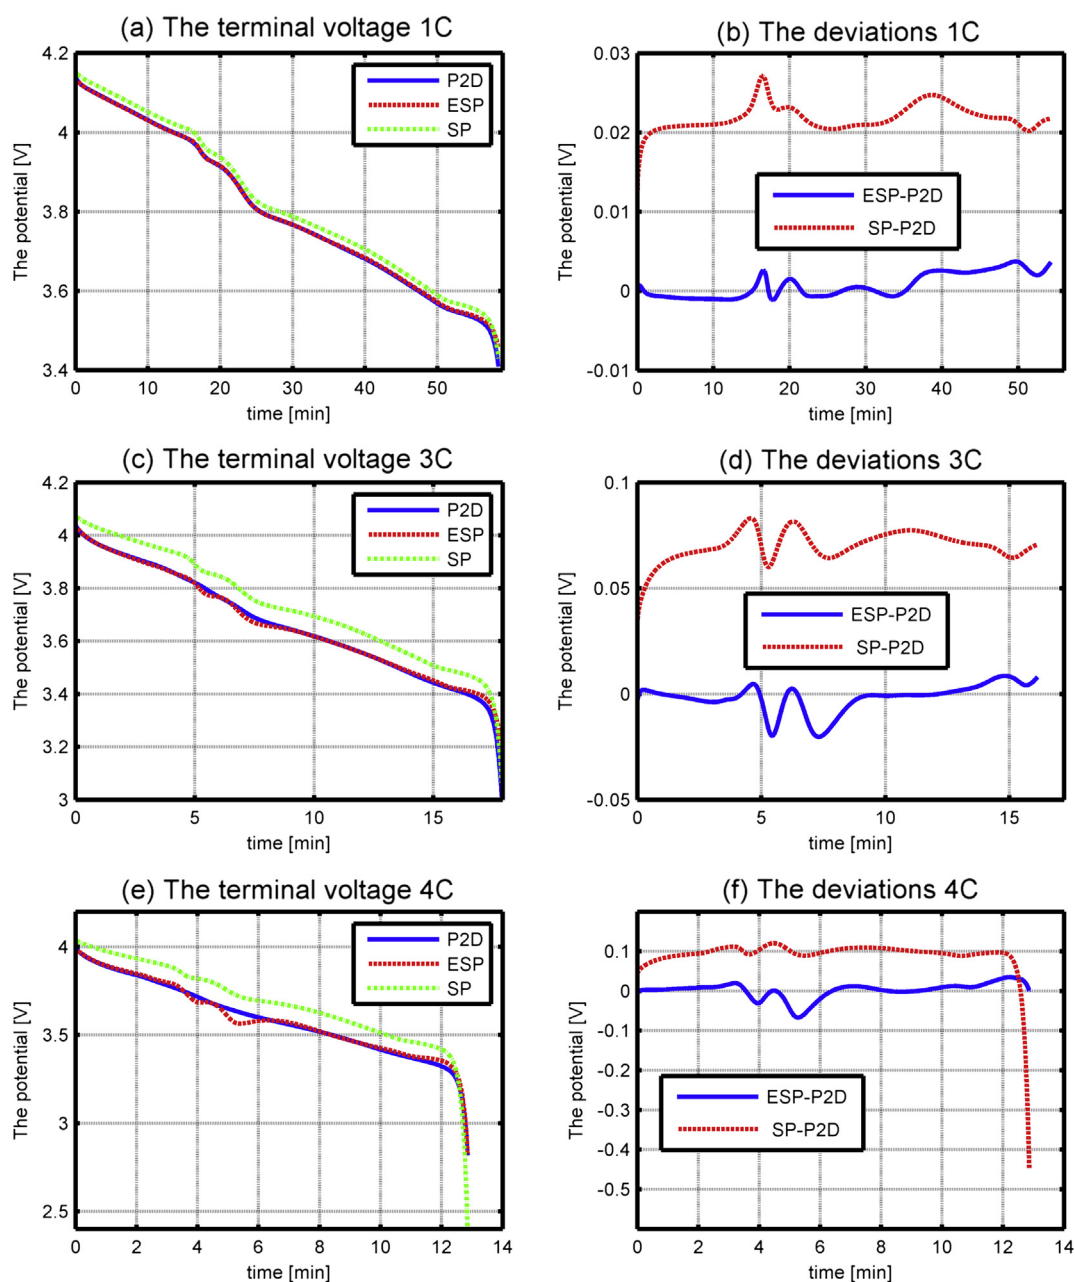 (a) The terminal voltage 1C
4.2
4
3.8
3.6
3.4
The potential [V]
P2D
ESP
SP
0 10 20 30 40 50
time [min]
(b) The deviations 1C
0.03
0.02
0.01
0
-0.01
The potential [V]
ESP-P2D
SP-P2D
0 10 20 30 40 50
time [min]
(c) The terminal voltage 3C
4.2
4
3.8
3.6
3.4
3.2
3
The potential [V]
P2D
ESP
SP
0 5 10 15
time [min]
(d) The deviations 3C
0.1
0.05
0
-0.05
The potential [V]
ESP-P2D
SP-P2D
0 5 10 15
time [min]
(e) The terminal voltage 4C
4
3.5
3
2.5
The potential [V]
P2D
ESP
SP
0 2 4 6 8 10 12 14
time [min]
(f) The deviations 4C
0.1
0
-0.1
-0.2
-0.3
-0.4
-0.5
The potential [V]
ESP-P2D
SP-P2D
0 2 4 6 8 10 12 14
time [min]